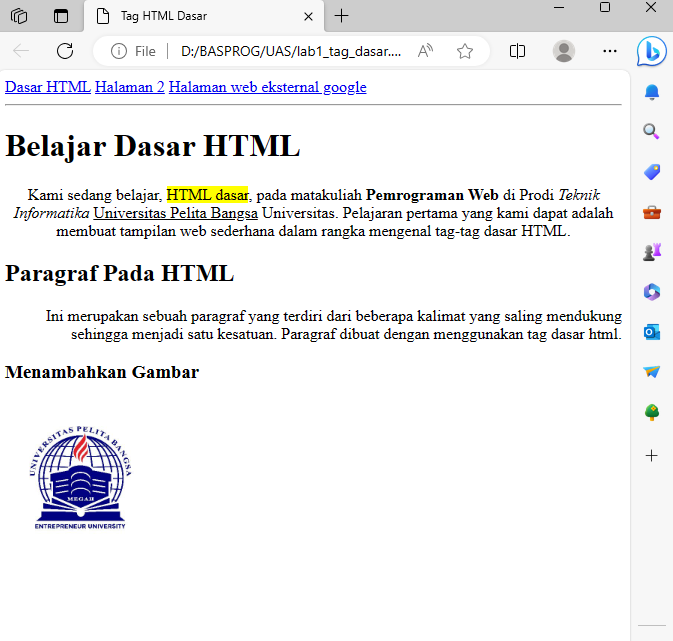 Tag HTML Dasar
File D:/BASPROG/UAS/lab1_tag_dasar....
Dasar HTML Halaman 2 Halaman web eksternal google
Belajar Dasar HTML
Kami sedang belajar, HTML dasar, pada matakuliah Pemrograman Web di Prodi Teknik
Informatika Universitas Pelita Bangsa Universitas. Pelajaran pertama yang kami dapat adalah
membuat tampilan web sederhana dalam rangka mengenal tag-tag dasar HTML.
Paragraf Pada HTML
Ini merupakan sebuah paragraf yang terdiri dari beberapa kalimat yang saling mendukung
sehingga menjadi satu kesatuan. Paragraf dibuat dengan menggunakan tag dasar html.
Menambahkan Gambar
UNIVERSITAS PELITA BANGSA
MEGAH
ENTREPRENEUR UNIVERSITY